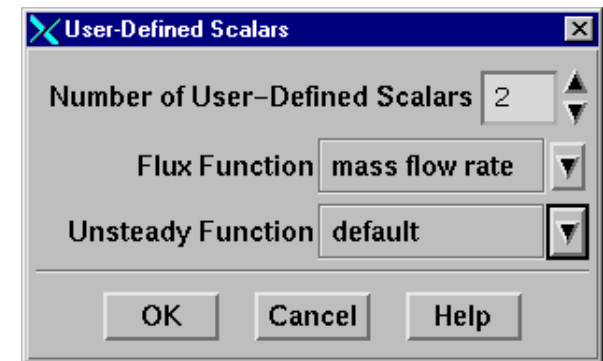 User-Defined Scalars
Number of User-Defined Scalars 2
Flux Function mass flow rate
Unsteady Function default
OK Cancel Help